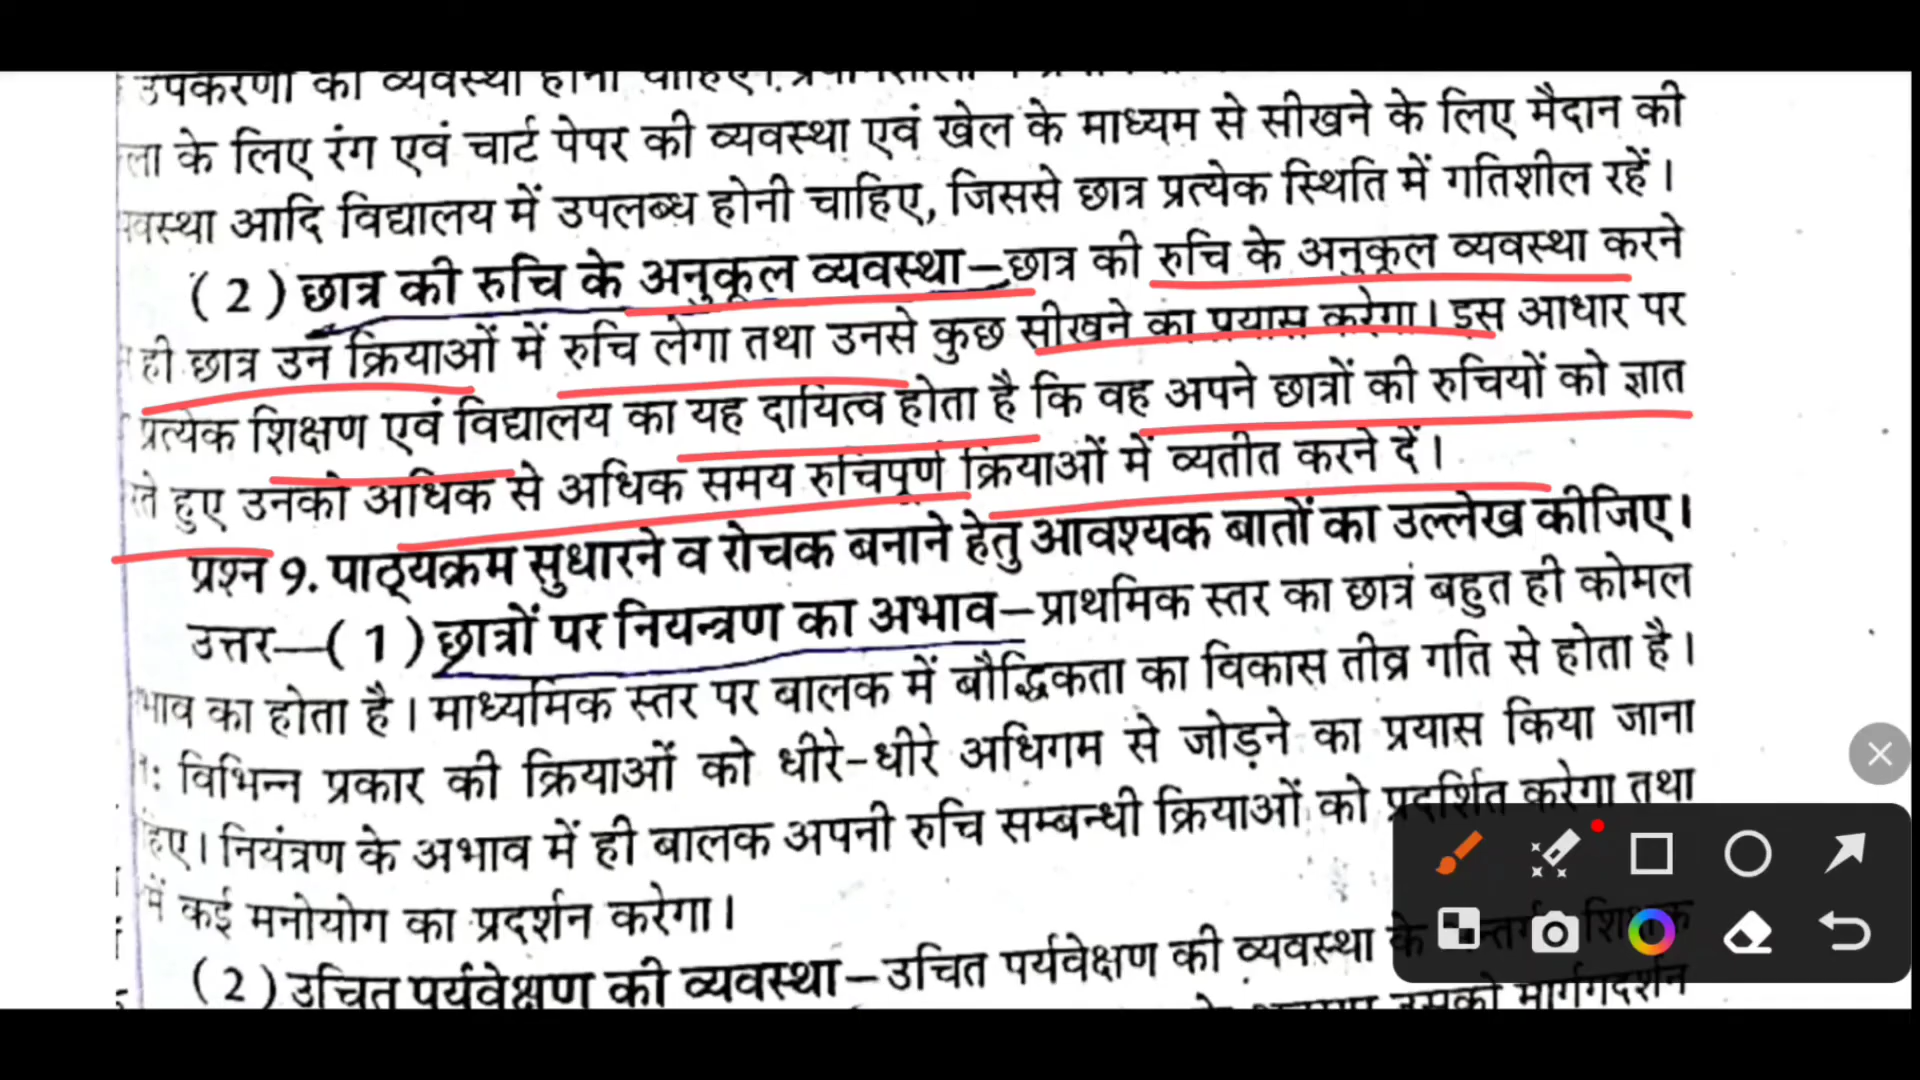 उपकरणों की व्यवस्था होनी चाहिए।
ला के लिए रंग एवं चार्ट पेपर की व्यवस्था एवं खेल के माध्यम से सीखने के लिए मैदान की
वस्था आदि विद्यालय में उपलब्ध होनी चाहिए, जिससे छात्र प्रत्येक स्थिति में गतिशील रहें।
(2) छात्र की रुचि के अनुकूल व्यवस्था—छात्र की रुचि के अनुकूल व्यवस्था करने
ही छात्र उन क्रियाओं में रुचि लेगा तथा उनसे कुछ सीखने का प्रयास करेगा। इस आधार पर
प्रत्येक शिक्षण एवं विद्यालय का यह दायित्व होता है कि वह अपने छात्रों की रुचियों को ज्ञात
ते हुए उनको अधिक से अधिक समय रुचिपूर्ण क्रियाओं में व्यतीत करने दें।
प्रश्न 9. पाठ्यक्रम सुधारने व रोचक बनाने हेतु आवश्यक बातों का उल्लेख कीजिए।
उत्तर—(1) छात्रों पर नियन्त्रण का अभाव—प्राथमिक स्तर का छात्र बहुत ही कोमल
भाव का होता है। माध्यमिक स्तर पर बालक में बौद्धिकता का विकास तीव्र गति से होता है।
: विभिन्न प्रकार की क्रियाओं को धीरे-धीरे अधिगम से जोड़ने का प्रयास किया जाना
हिए। नियंत्रण के अभाव में ही बालक अपनी रुचि सम्बन्धी क्रियाओं को प्रदर्शित करेगा तथा
में कई मनोयोग का प्रदर्शन करेगा।
(2) उचित पर्यवेक्षण की व्यवस्था—उचित पर्यवेक्षण की व्यवस्था के
उसको मार्गगदर्शन